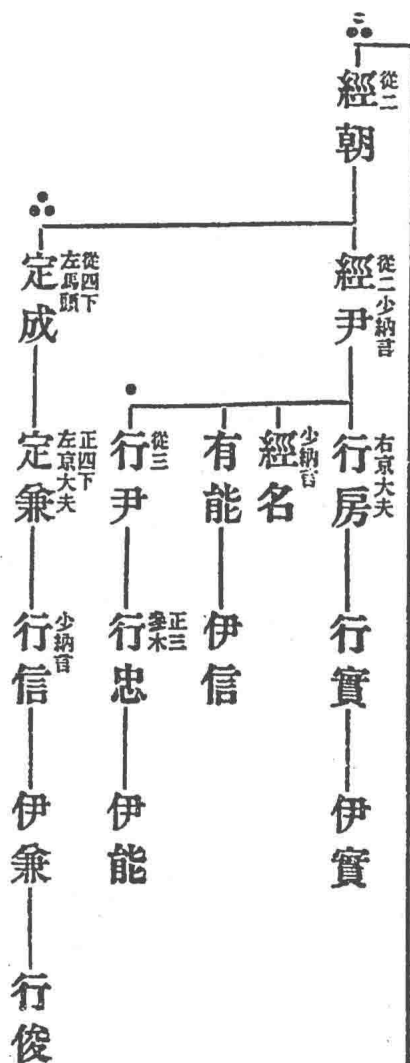 こ
經朝 從二
經尹 從二少納言
行房 右京大夫
行實
伊實
經名 少納言
有能
伊信
行尹 從三
行忠 正三 參木
伊能
定成 從四下 左馬頭
定兼 正四下 左京大夫
行信 少納言
伊兼
行俊